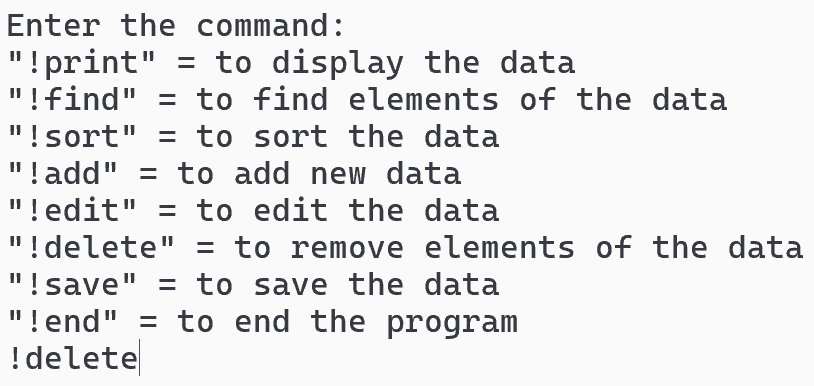 Enter the command:
"!print" = to display the data
"!find" = to find elements of the data
"!sort" = to sort the data
"!add" = to add new data
"!edit" = to edit the data
"!delete" = to remove elements of the data
"!save" = to save the data
"!end" = to end the program
!delete